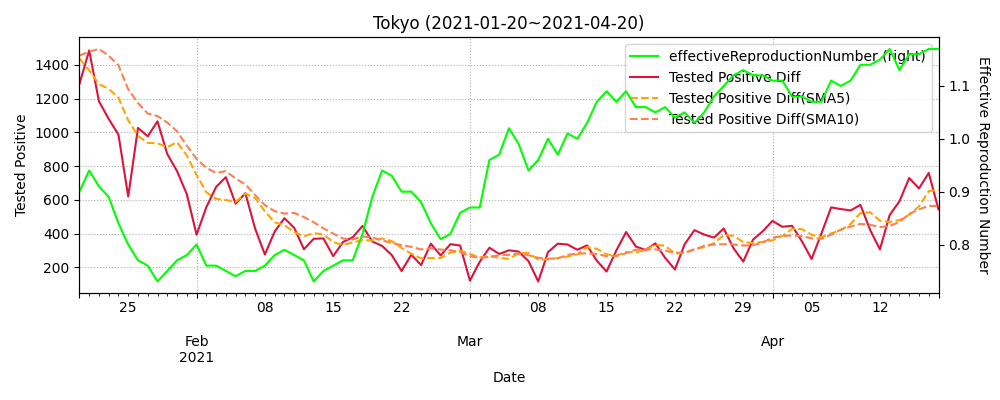 Tokyo (2021-01-20~2021-04-20)
effectiveReproductionNumber (right)
Tested Positive Diff
Tested Positive Diff(SMA5)
Tested Positive Diff(SMA10)
Tested Positive
1400
1200
1000
800
600
400
200
Effective Reproduction Number
1.1
1.0
0.9
0.8
25 08 15 22 08 15 22 29 05 12
Feb Mar Apr
2021
Date